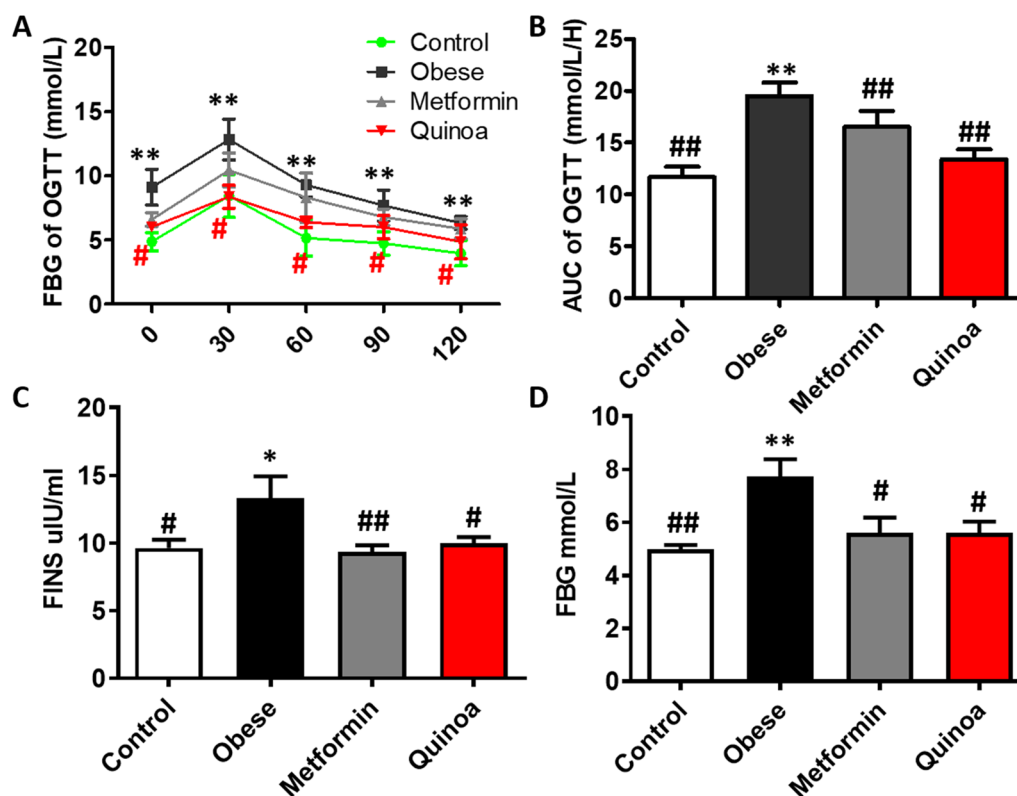 A
FBG of OGTT (mmol/L)
20
15
10
5
0
Control
Obese
Metformin
Quinoa
**
**
**
**
**
#
#
#
#
#
0
30
60
90
120
B
AUC of OGTT (mmol/L/H)
25
20
15
10
5
0
##
**
##
##
Control
Obese
Metformin
Quinoa
C
FINS uIU/ml
20
15
10
5
0
#
*
##
#
Control
Obese
Metformin
Quinoa
D
FBG mmol/L
10
8
6
4
2
0
##
**
#
#
Control
Obese
Metformin
Quinoa